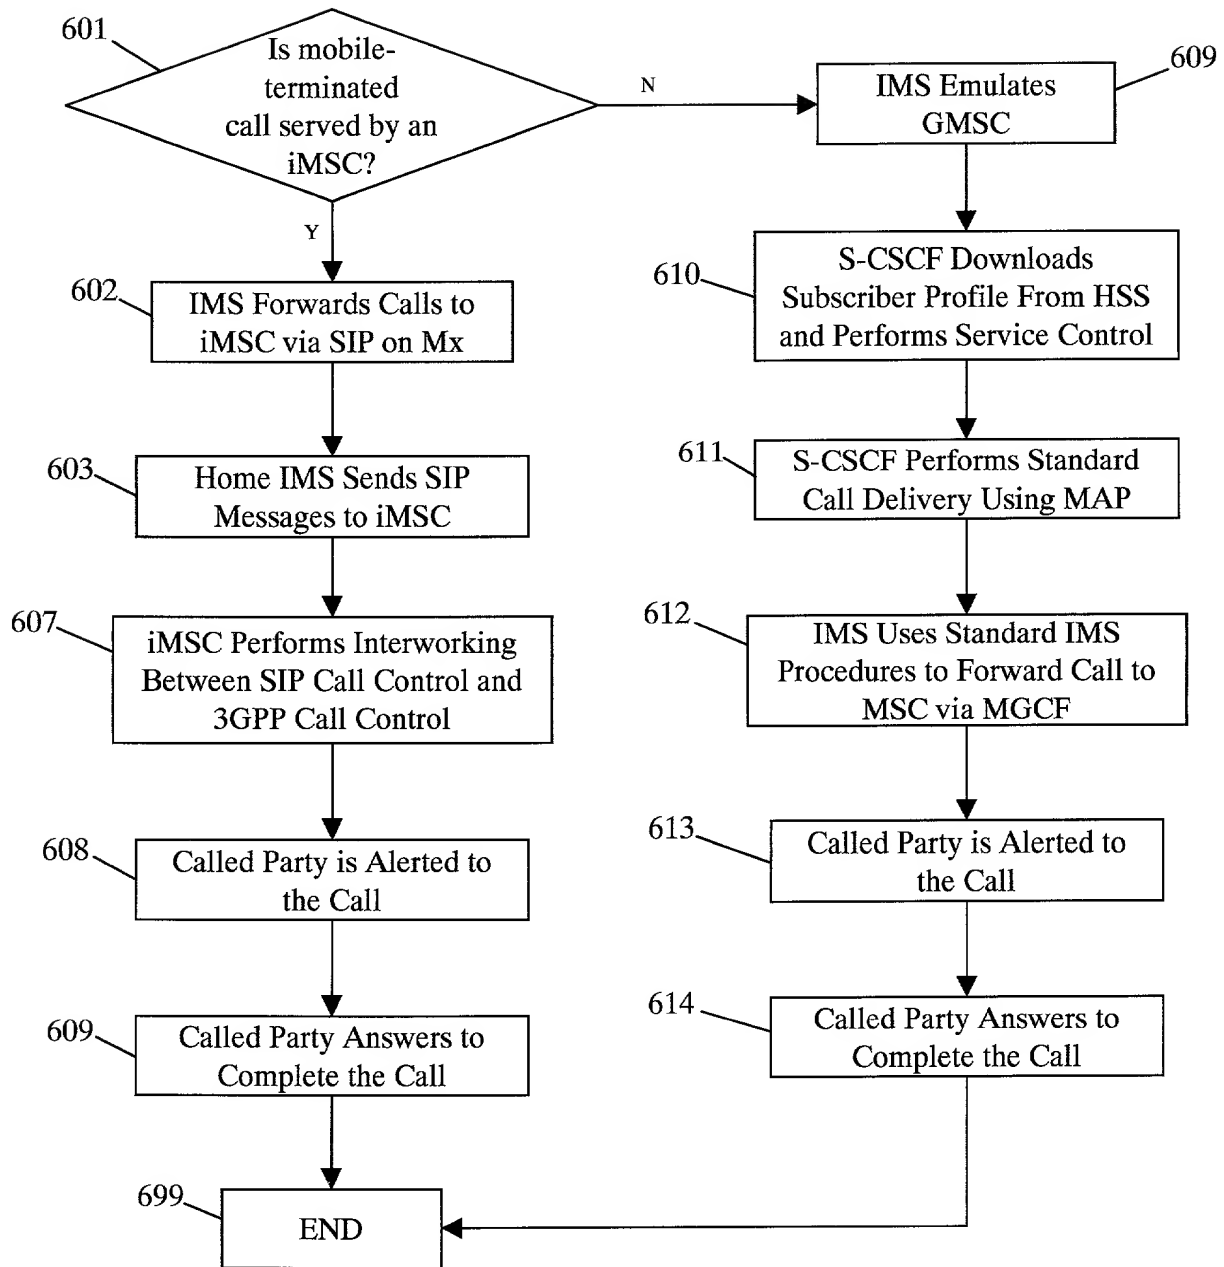 601
Is mobile-
terminated
call served by an
iMSC?
N
Y
609
IMS Emulates
GMSC
602
IMS Forwards Calls to
iMSC via SIP on Mx
610
S-CSCF Downloads
Subscriber Profile From HSS
and Performs Service Control
603
Home IMS Sends SIP
Messages to iMSC
611
S-CSCF Performs Standard
Call Delivery Using MAP
607
iMSC Performs Interworking
Between SIP Call Control and
3GPP Call Control
612
IMS Uses Standard IMS
Procedures to Forward Call to
MSC via MGCF
608
Called Party is Alerted to
the Call
613
Called Party is Alerted to
the Call
609
Called Party Answers to
Complete the Call
614
Called Party Answers to
Complete the Call
699
END